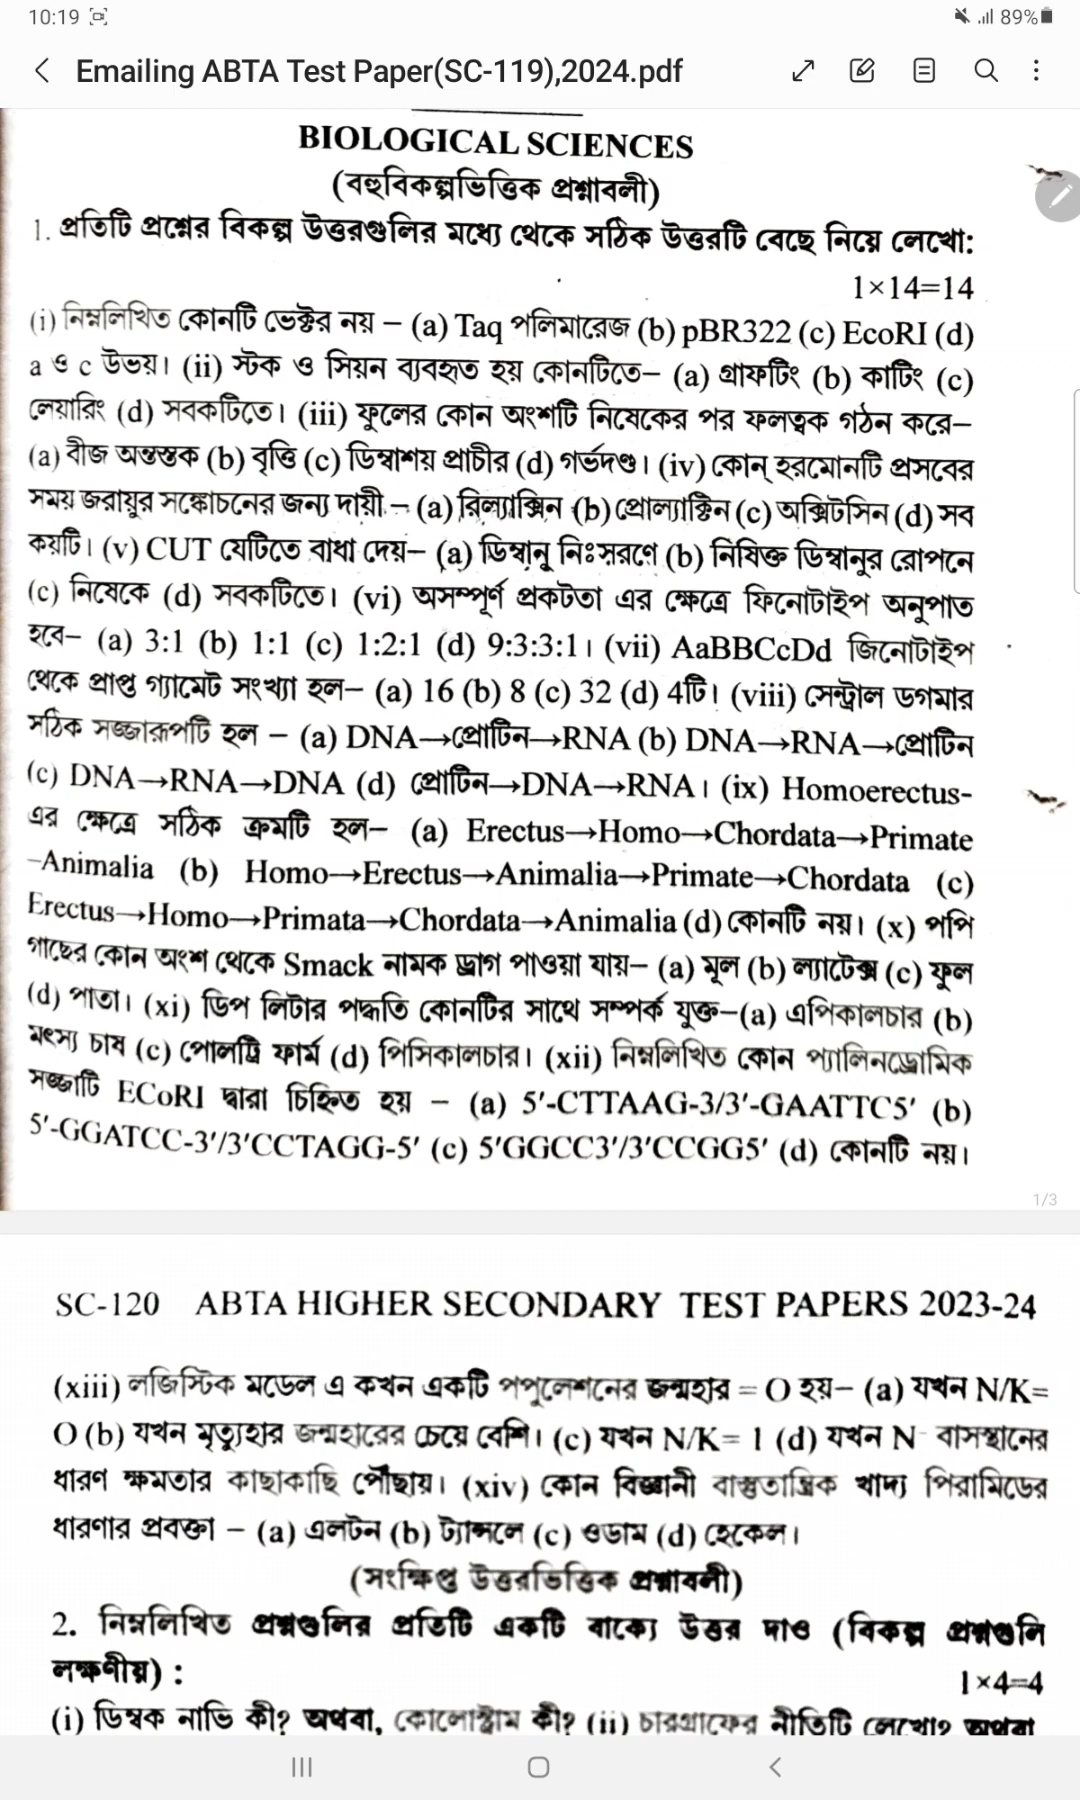 10:19
89%
Emailing ABTA Test Paper(SC-119),2024.pdf
BIOLOGICAL SCIENCES
(বহুবিকল্পভিত্তিক প্রশ্নাবলী)
1. প্রতিটি প্রশ্নের বিকল্প উত্তরগুলির মধ্যে থেকে সঠিক উত্তরটি বেছে নিয়ে লেখো:
1×14=14
(i) নিম্নলিখিত কোনটি ভেক্টর নয় – (a) Taq পলিমারেজ (b) pBR322 (c) EcoRI (d)
a ও c উভয়। (ii) স্টক ও সিয়ন ব্যবহৃত হয় কোনটিতে– (a) গ্রাফটিং (b) কাটিং (c)
লেয়ারিং (d) সবকটিতে। (iii) ফুলের কোন অংশটি নিষেকের পর ফলত্বক গঠন করে–
(a) বীজ অন্তস্তক (b) বৃতি (c) ডিম্বাশয় প্রাচীর (d) গর্ভদণ্ড। (iv) কোন্ হরমোনটি প্রসবের
সময় জরায়ুর সঙ্কোচনের জন্য দায়ী – (a) রিল্যাক্সিন (b) প্রোল্যাক্টিন (c) অক্সিটসিন (d) সব
কয়টি। (v) CUT যেটিতে বাধা দেয়– (a) ডিম্বানু নিঃসরণে (b) নিষিক্ত ডিম্বানুর রোপনে
(c) নিষেকে (d) সবকটিতে। (vi) অসম্পূর্ণ প্রকটতা এর ক্ষেত্রে ফিনোটাইপ অনুপাত
হবে– (a) 3:1 (b) 1:1 (c) 1:2:1 (d) 9:3:3:1। (vii) AaBBCcDd জিনোটাইপ
থেকে প্রাপ্ত গ্যামেট সংখ্যা হল– (a) 16 (b) 8 (c) 32 (d) 4টি। (viii) সেন্ট্রাল ডগমার
সঠিক সজ্জারূপটি হল – (a) DNA→প্রোটিন→RNA (b) DNA→RNA→প্রোটিন
(c) DNA→RNA→DNA (d) প্রোটিন→DNA→RNA। (ix) Homoerectus-
এর ক্ষেত্রে সঠিক ক্রমটি হল– (a) Erectus→Homo→Chordata→Primate
–Animalia (b) Homo→Erectus→Animalia→Primate→Chordata (c)
Erectus→Homo→Primata→Chordata→Animalia (d) কোনটি নয়। (x) পপি
গাছের কোন অংশ থেকে Smack নামক ড্রাগ পাওয়া যায়– (a) মূল (b) ল্যাটেক্স (c) ফুল
(d) পাতা। (xi) ডিপ লিটার পদ্ধতি কোনটির সাথে সম্পর্ক যুক্ত–(a) এপিকালচার (b)
মৎস্য চাষ (c) পোলট্রি ফার্ম (d) পিসিকালচার। (xii) নিম্নলিখিত কোন প্যালিনড্রোমিক
সজ্জাটি ECoRI দ্বারা চিহ্নিত হয় – (a) 5′-CTTAAG-3/3′-GAATTC5′ (b)
5′-GGATCC-3′/3′CCTAGG-5′ (c) 5′GGCC3′/3′CCGG5′ (d) কোনটি নয়।
1/3
SC-120 ABTA HIGHER SECONDARY TEST PAPERS 2023-24
(xiii) লজিস্টিক মডেল এ কখন একটি পপুলেশনের জন্মহার = O হয়– (a) যখন N/K=
O (b) যখন মৃত্যুহার জন্মহারের চেয়ে বেশি। (c) যখন N/K= 1 (d) যখন N বাসস্থানের
ধারণ ক্ষমতার কাছাকাছি পৌঁছায়। (xiv) কোন বিজ্ঞানী বাস্তুতান্ত্রিক খাদ্য পিরামিডের
ধারণার প্রবক্তা – (a) এলটন (b) ট্যান্সলে (c) ওডাম (d) হেকেল।
(সংক্ষিপ্ত উত্তরভিত্তিক প্রশ্নাবলী)
2. নিম্নলিখিত প্রশ্নগুলির প্রতিটি একটি বাক্যে উত্তর দাও (বিকল্প প্রশ্নগুলি
লক্ষণীয়) :
1×4=4
(i) ডিম্বক নাভি কী? অথবা, কোলোস্ট্রাম কী? (ii) চারগ্রাফের নীতিটি লেখো? অথবা